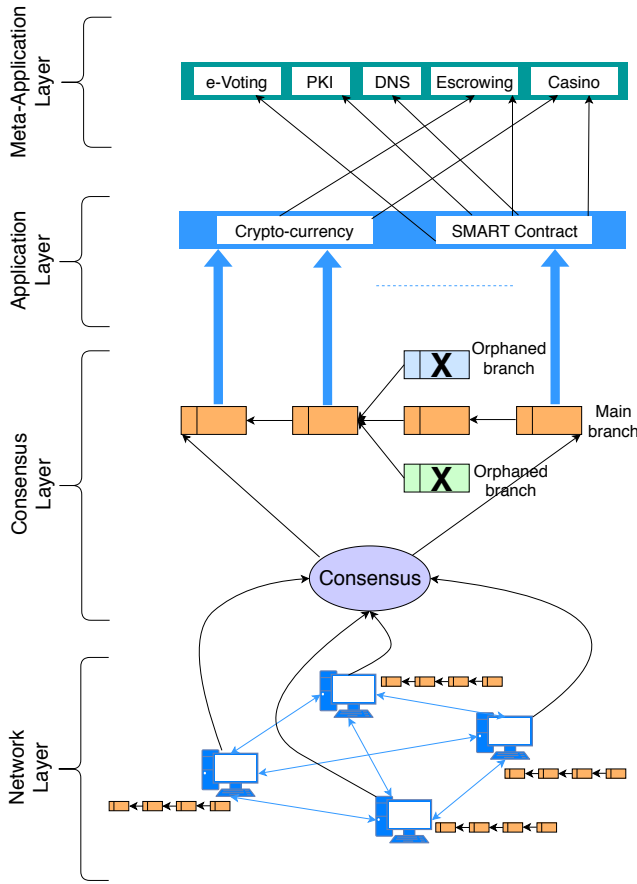 Meta-Application
Layer
e-Voting
PKI
DNS
Escrowing
Casino
Application
Layer
Crypto-currency
SMART Contract
Consensus
Layer
X
Orphaned
branch
Main
branch
X
Orphaned
branch
Consensus
Network
Layer